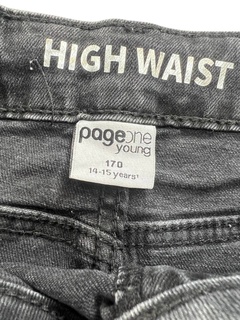 HIGH WAIST
pageone
young
170
14-15 years